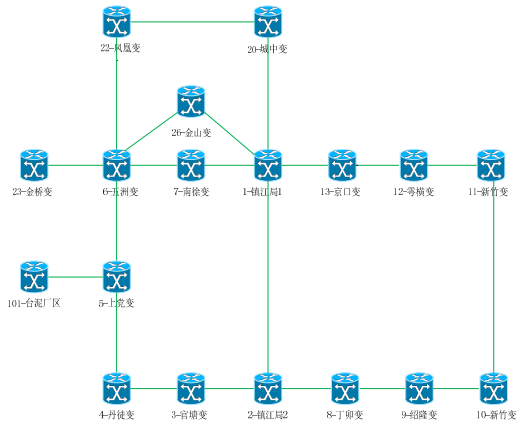 22-凤凰变
20-城中变
26-金山变
23-金桥变
6-五洲变
7-南徐变
1-镇江局1
13-京口变
12-雩横变
11-新竹变
101-台泥厂区
5-上党变
4-丹徒变
3-官塘变
2-镇江局2
8-丁卯变
9-绍隆变
10-新竹变